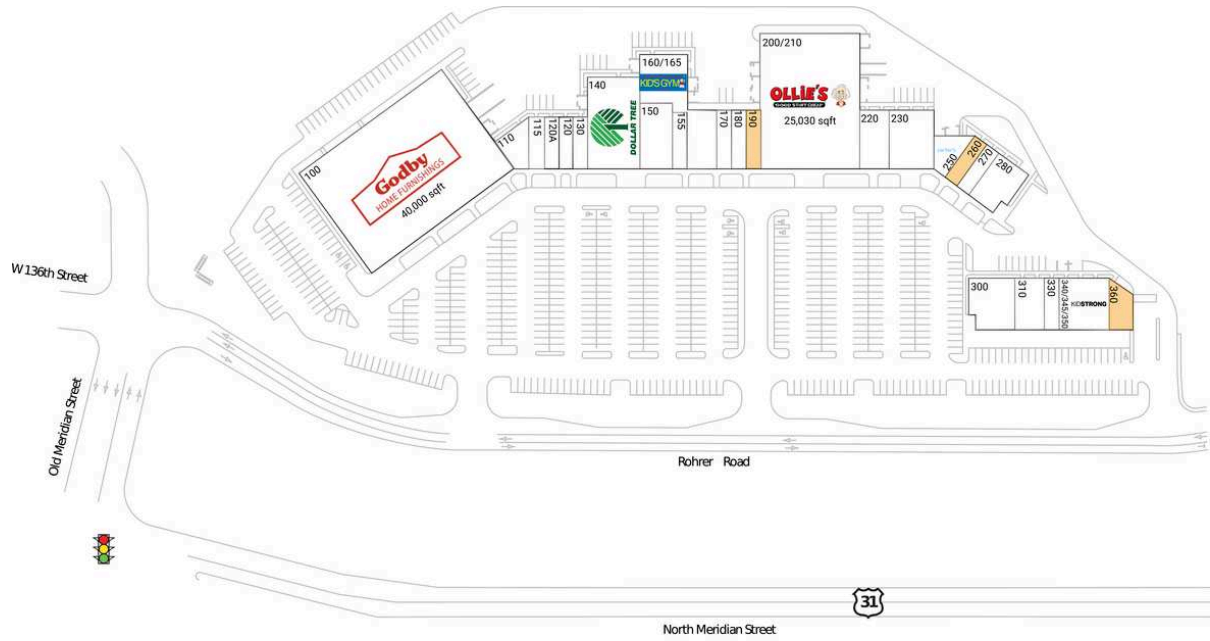 200/210
OLLIE'S
GOOD STUFF CHEAP
25,030 sqft
160/165
KID'S GYM
140
DOLLAR TREE
150
155
170
180
190
220
230
100
Godby
HOME FURNISHINGS
40,000 sqft
110
115
120A
120
130
250
260
270
280
300
310
330
340/345/350
KIDSTRONG
360
W 136th Street
Old Meridian Street
Rohrer Road
31
North Meridian Street